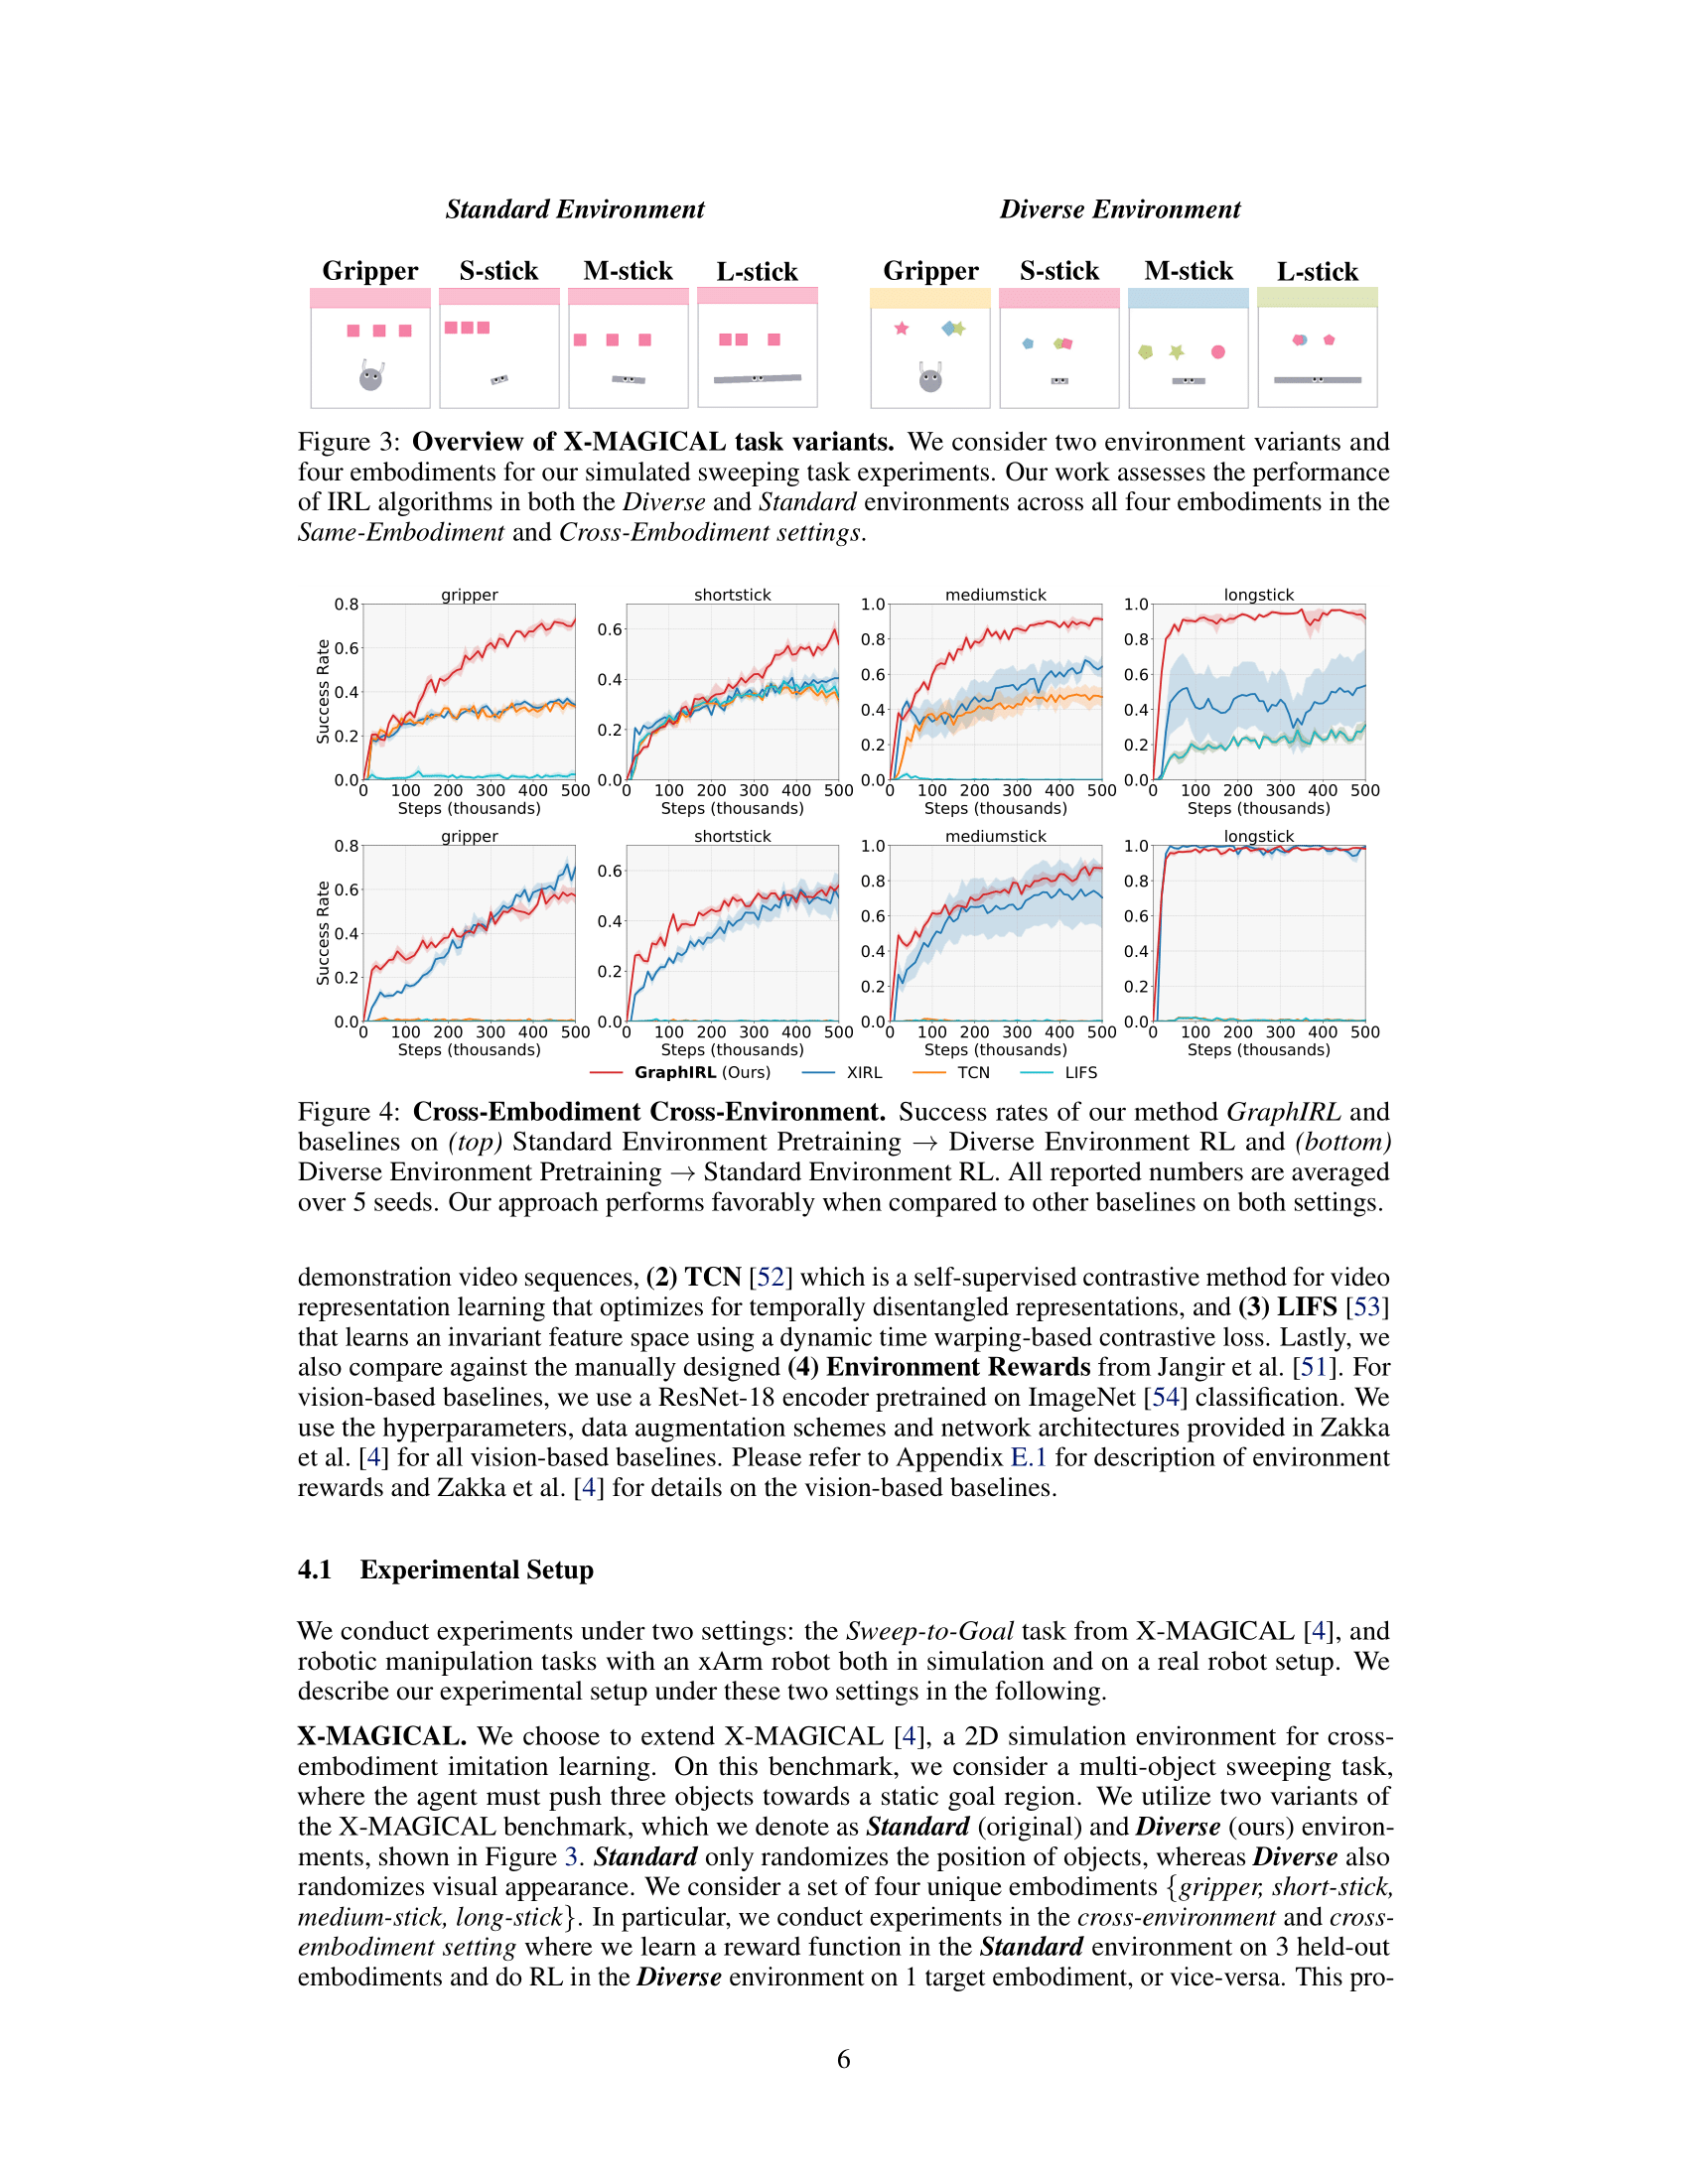 Standard Environment
Diverse Environment
Gripper S-stick M-stick L-stick
Gripper S-stick M-stick L-stick
Figure 3: Overview of X-MAGICAL task variants. We consider two environment variants and
four embodiments for our simulated sweeping task experiments. Our work assesses the performance
of IRL algorithms in both the Diverse and Standard environments across all four embodiments in the
Same-Embodiment and Cross-Embodiment settings.
gripper
0.8
0.6
0.4
0.2
0.0
Success Rate
0 100 200 300 400 500
Steps (thousands)
shortstick
0.6
0.4
0.2
0.0
0 100 200 300 400 500
Steps (thousands)
mediumstick
1.0
0.8
0.6
0.4
0.2
0.0
0 100 200 300 400 500
Steps (thousands)
longstick
1.0
0.8
0.6
0.4
0.2
0.0
0 100 200 300 400 500
Steps (thousands)
gripper
0.8
0.6
0.4
0.2
0.0
Success Rate
0 100 200 300 400 500
Steps (thousands)
shortstick
0.6
0.4
0.2
0.0
0 100 200 300 400 500
Steps (thousands)
mediumstick
1.0
0.8
0.6
0.4
0.2
0.0
0 100 200 300 400 500
Steps (thousands)
longstick
1.0
0.8
0.6
0.4
0.2
0.0
0 100 200 300 400 500
Steps (thousands)
GraphIRL (Ours) XIRL TCN LIFS
Figure 4: Cross-Embodiment Cross-Environment. Success rates of our method GraphIRL and
baselines on (top) Standard Environment Pretraining → Diverse Environment RL and (bottom)
Diverse Environment Pretraining → Standard Environment RL. All reported numbers are averaged
over 5 seeds. Our approach performs favorably when compared to other baselines on both settings.
demonstration video sequences, (2) TCN [52] which is a self-supervised contrastive method for video
representation learning that optimizes for temporally disentangled representations, and (3) LIFS [53]
that learns an invariant feature space using a dynamic time warping-based contrastive loss. Lastly, we
also compare against the manually designed (4) Environment Rewards from Jangir et al. [51]. For
vision-based baselines, we use a ResNet-18 encoder pretrained on ImageNet [54] classification. We
use the hyperparameters, data augmentation schemes and network architectures provided in Zakka
et al. [4] for all vision-based baselines. Please refer to Appendix E.1 for description of environment
rewards and Zakka et al. [4] for details on the vision-based baselines.
4.1 Experimental Setup
We conduct experiments under two settings: the Sweep-to-Goal task from X-MAGICAL [4], and
robotic manipulation tasks with an xArm robot both in simulation and on a real robot setup. We
describe our experimental setup under these two settings in the following.
X-MAGICAL. We choose to extend X-MAGICAL [4], a 2D simulation environment for cross-
embodiment imitation learning. On this benchmark, we consider a multi-object sweeping task,
where the agent must push three objects towards a static goal region. We utilize two variants of
the X-MAGICAL benchmark, which we denote as Standard (original) and Diverse (ours) environ-
ments, shown in Figure 3. Standard only randomizes the position of objects, whereas Diverse also
randomizes visual appearance. We consider a set of four unique embodiments {gripper, short-stick,
medium-stick, long-stick}. In particular, we conduct experiments in the cross-environment and cross-
embodiment setting where we learn a reward function in the Standard environment on 3 held-out
embodiments and do RL in the Diverse environment on 1 target embodiment, or vice-versa. This pro-
6